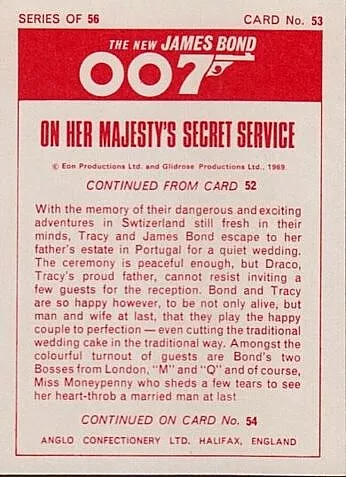 SERIES OF 56 CARD No. 53
THE NEW JAMES BOND
007
ON HER MAJESTY'S SECRET SERVICE
© Eon Productions Ltd. and Glidrose Productions Ltd., 1969
CONTINUED FROM CARD 52
With the memory of their dangerous and exciting
adventures in Swtizerland still fresh in their
minds, Tracy and James Bond escape to her
father's estate in Portugal for a quiet wedding.
The ceremony is peaceful enough, but Draco,
Tracy's proud father, cannot resist inviting a
few guests for the reception. Bond and Tracy
are so happy however, to be not only alive, but
man and wife at last, that they play the happy
couple to perfection — even cutting the traditional
wedding cake in the traditional way. Amongst the
colourful turnout of guests are Bond's two
Bosses from London, "M" and "Q" and of course,
Miss Moneypenny who sheds a few tears to see
her heart-throb a married man at last
CONTINUED ON CARD No. 54
ANGLO CONFECTIONERY LTD. HALIFAX, ENGLAND